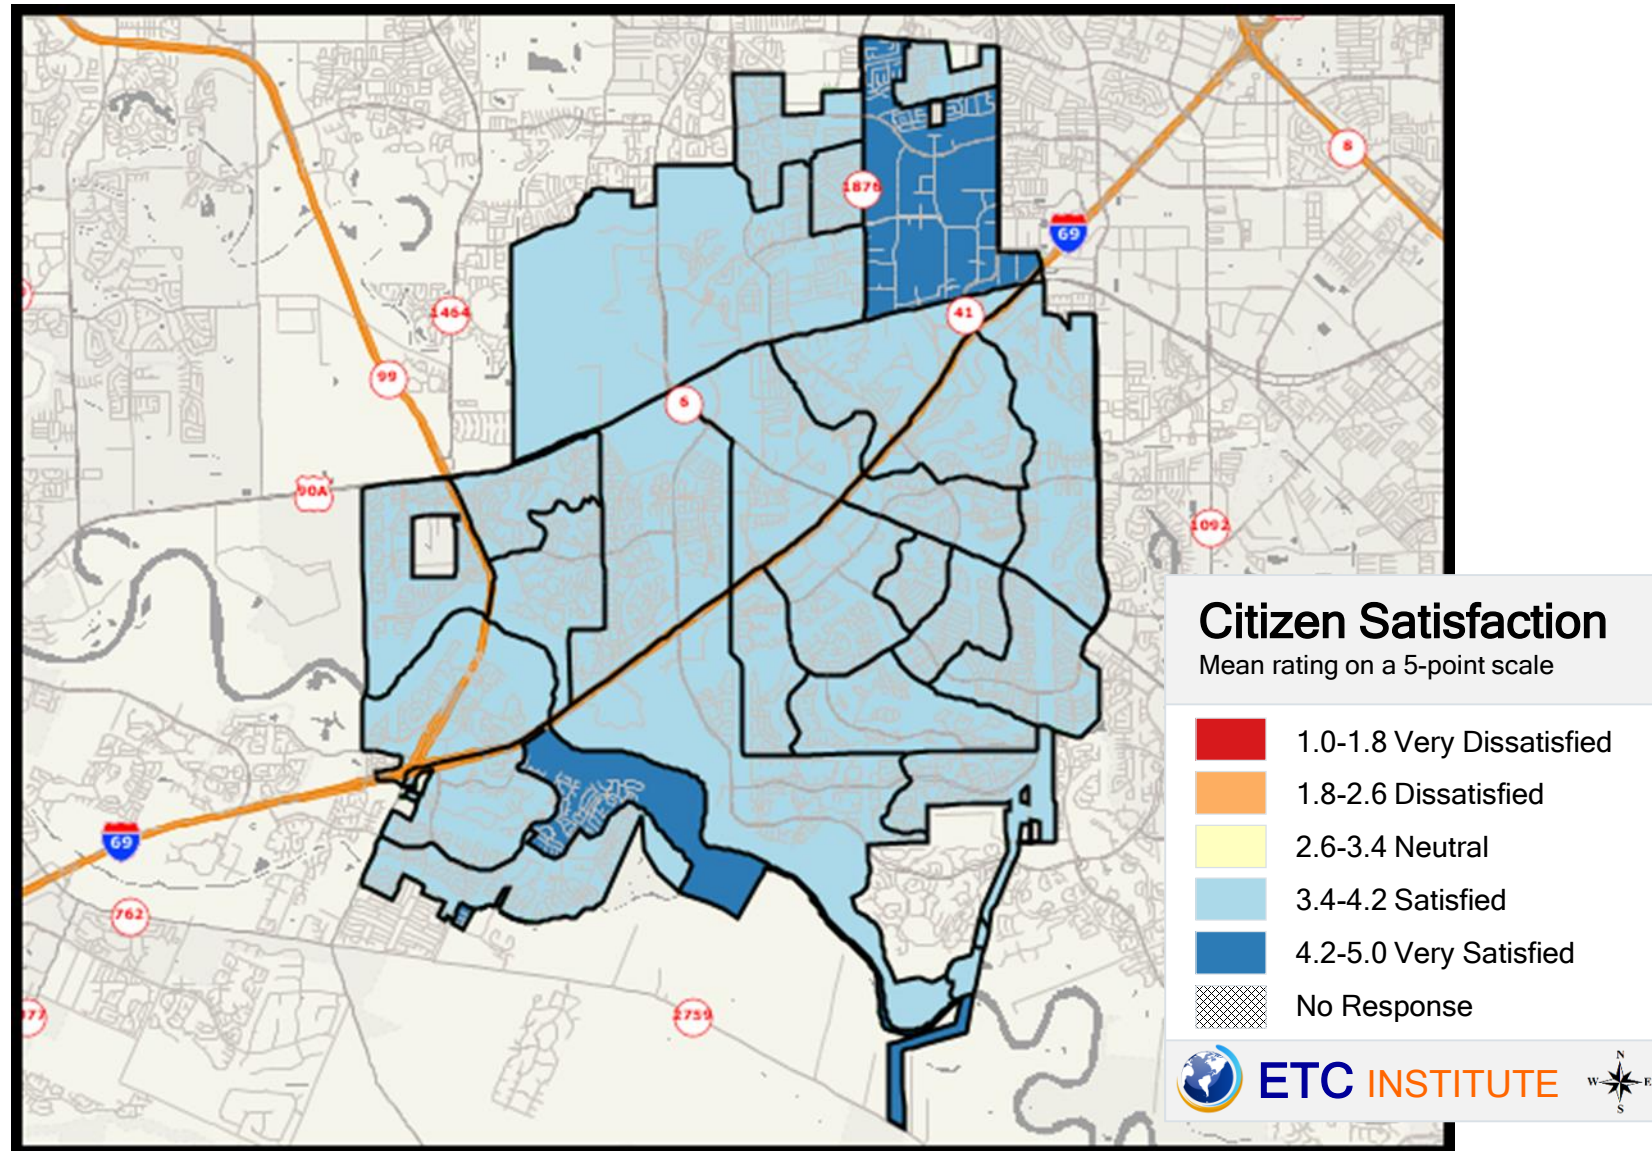 8
1876
69
1464
41
99
6
90A
1092
Citizen Satisfaction
Mean rating on a 5-point scale
1.0-1.8 Very Dissatisfied
1.8-2.6 Dissatisfied
2.6-3.4 Neutral
3.4-4.2 Satisfied
4.2-5.0 Very Satisfied
No Response
69
762
2759
ETC INSTITUTE
N
W E
S